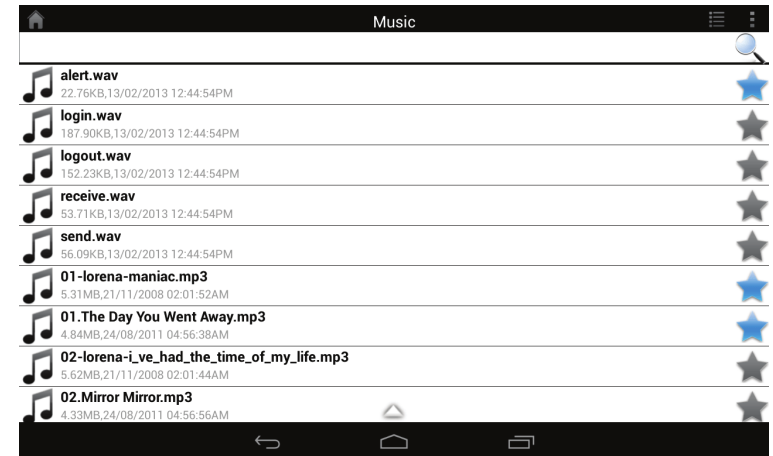 Music
alert.wav
22.76KB,13/02/2013 12:44:54PM
login.wav
187.90KB,13/02/2013 12:44:54PM
logout.wav
152.23KB,13/02/2013 12:44:54PM
receive.wav
53.71KB,13/02/2013 12:44:54PM
send.wav
56.09KB,13/02/2013 12:44:54PM
01-lorena-maniac.mp3
5.31MB,21/11/2008 02:01:52AM
01.The Day You Went Away.mp3
4.84MB,24/08/2011 04:56:38AM
02-lorena-i_ve_had_the_time_of_my_life.mp3
5.62MB,21/11/2008 02:01:44AM
02.Mirror Mirror.mp3
4.33MB,24/08/2011 04:56:56AM